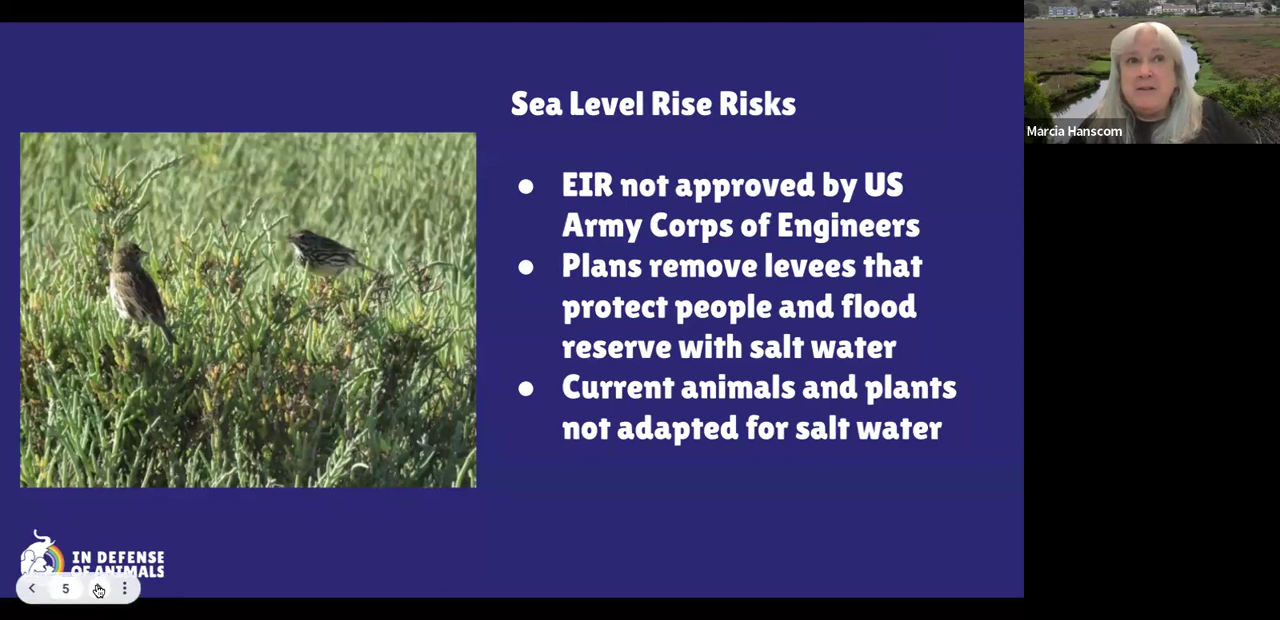 Sea Level Rise Risks
Marcia Hanscom
● EIR not approved by US
Army Corps of Engineers
● Plans remove levees that
protect people and flood
reserve with salt water
● Current animals and plants
not adapted for salt water
IN DEFENSE
OF ANIMALS
5